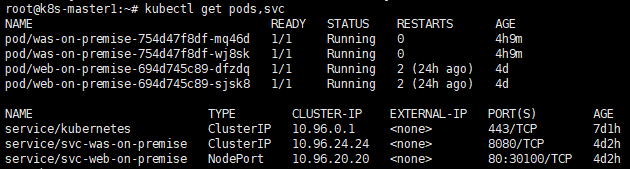 root@k8s-master1:~# kubectl get pods,svc
NAME READY STATUS RESTARTS AGE
pod/was-on-premise-754d47f8df-mq46d 1/1 Running 0 4h9m
pod/was-on-premise-754d47f8df-wj8sk 1/1 Running 0 4h9m
pod/web-on-premise-694d745c89-dfzdq 1/1 Running 2 (24h ago) 4d
pod/web-on-premise-694d745c89-sjsk8 1/1 Running 2 (24h ago) 4d
NAME TYPE CLUSTER-IP EXTERNAL-IP PORT(S) AGE
service/kubernetes ClusterIP 10.96.0.1 <none> 443/TCP 7d1h
service/svc-was-on-premise ClusterIP 10.96.24.24 <none> 8080/TCP 4d2h
service/svc-web-on-premise NodePort 10.96.20.20 <none> 80:30100/TCP 4d2h